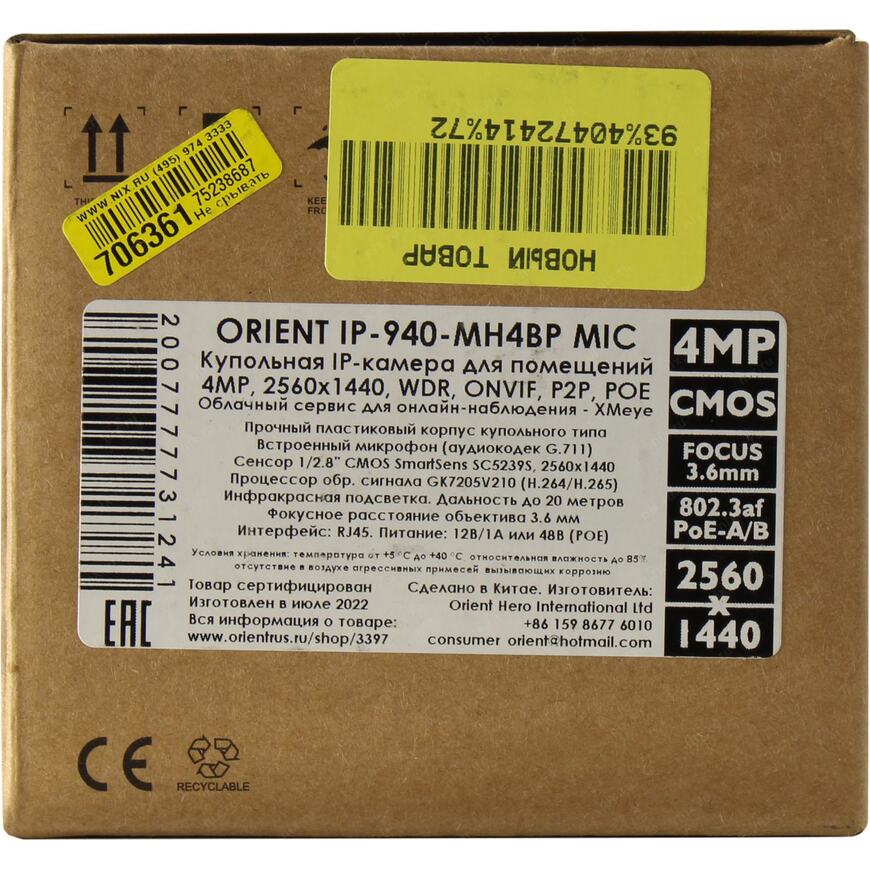 WWW NIX.RU (495) 974 3333
706361
75238687
Не срывать
НОВЫЙ ТОВАР
93%40472414%72
2007777731241
ORIENT IP-940-MH4BP MIC
Купольная IP-камера для помещений
4MP, 2560x1440, WDR, ONVIF, P2P, POE
Облачный сервис для онлайн-наблюдения - XMeye
Прочный пластиковый корпус купольного типа
Встроенный микрофон (аудиокодек G.711)
Сенсор 1/2.8" CMOS SmartSens SC5239S, 2560x1440
Процессор обр. сигнала GK7205V210 (H.264/H.265)
Инфракрасная подсветка. Дальность до 20 метров
Фокусное расстояние объектива 3.6 мм
Интерфейс: RJ45. Питание: 12В/1А или 48В (POE)
Условия хранения: температура от +5 °C до +40 °C относительная влажность до 85%
отсутствие в воздухе агрессивных примесей вызывающих коррозию
Товар сертифицирован
Изготовлен в июле 2022
Вся информация о товаре:
www.orientrus.ru/shop/3397
Сделано в Китае. Изготовитель:
Orient Hero International Ltd
+86 159 8677 6010
consumer orient@hotmail.com
4MP
CMOS
FOCUS
3.6mm
802.3af
PoE-A/B
2560
x
1440
EAC
CE
RECYCLABLE